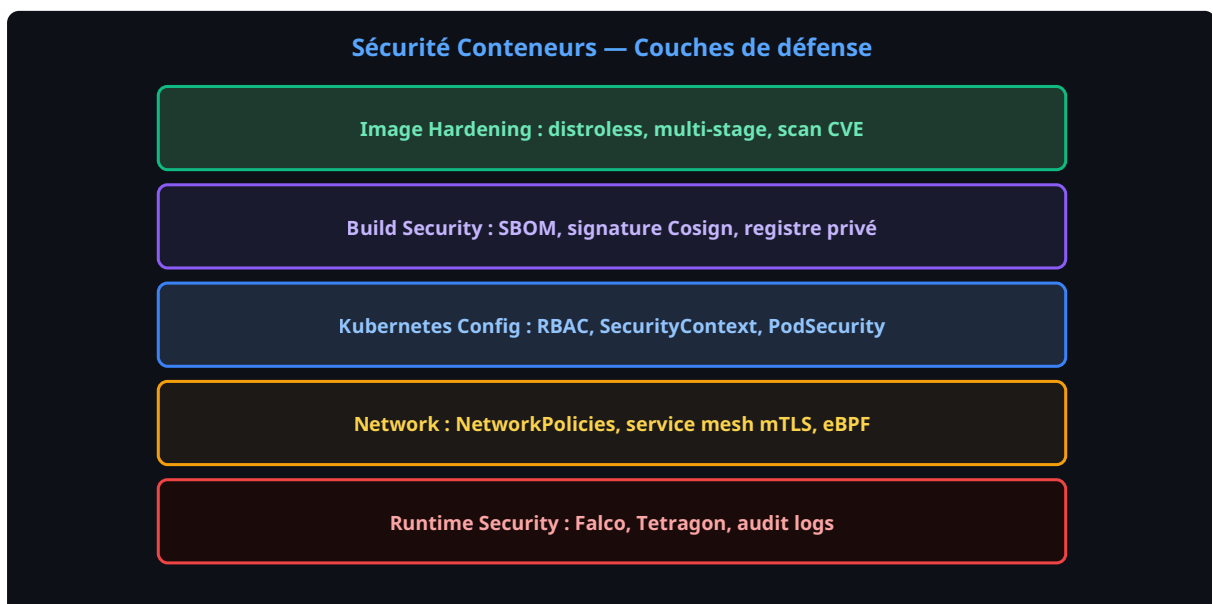 Sécurité Conteneurs — Couches de défense
Image Hardening : distroless, multi-stage, scan CVE
Build Security : SBOM, signature Cosign, registre privé
Kubernetes Config : RBAC, SecurityContext, PodSecurity
Network : NetworkPolicies, service mesh mTLS, eBPF
Runtime Security : Falco, Tetragon, audit logs